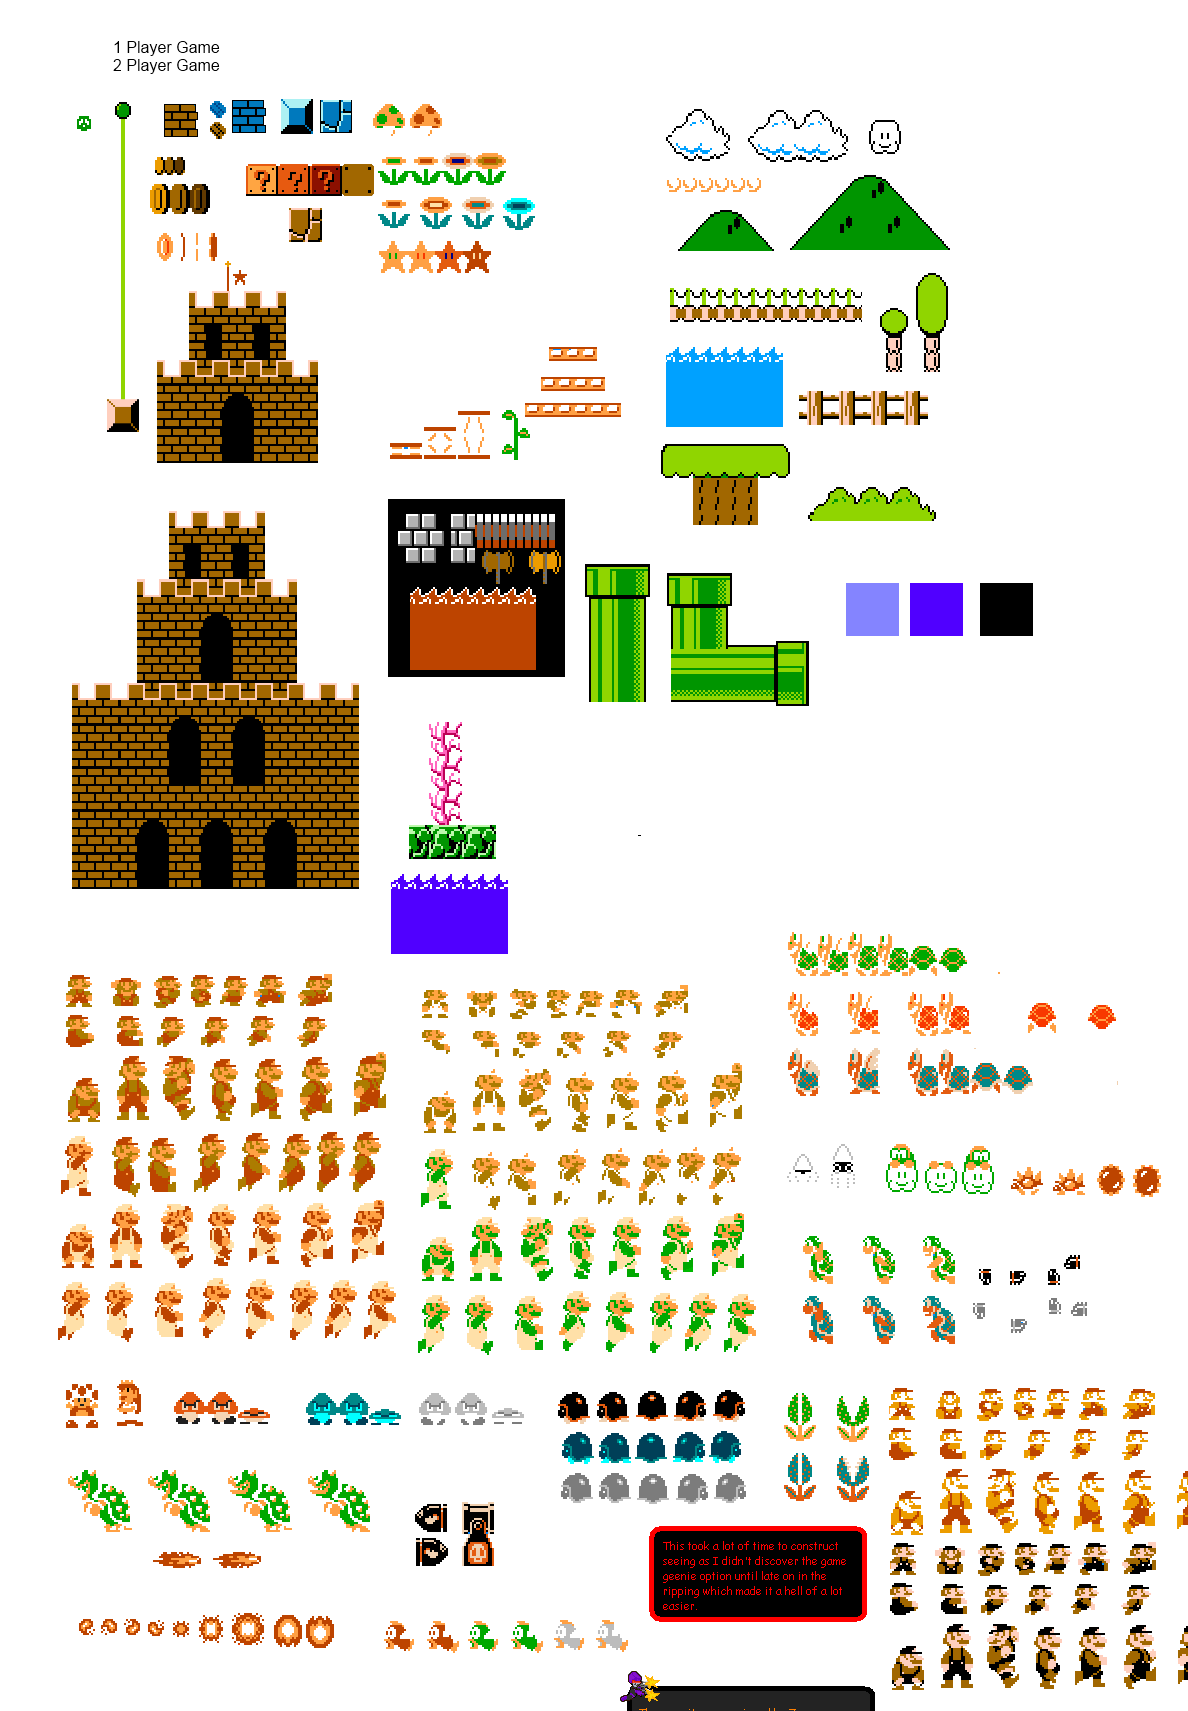 1 Player Game
2 Player Game
? ? ?
This took a lot of time to construct
seeing as I didn't discover the game
geenie option until late on in the
ripping which made it a hell of a lot
easier.